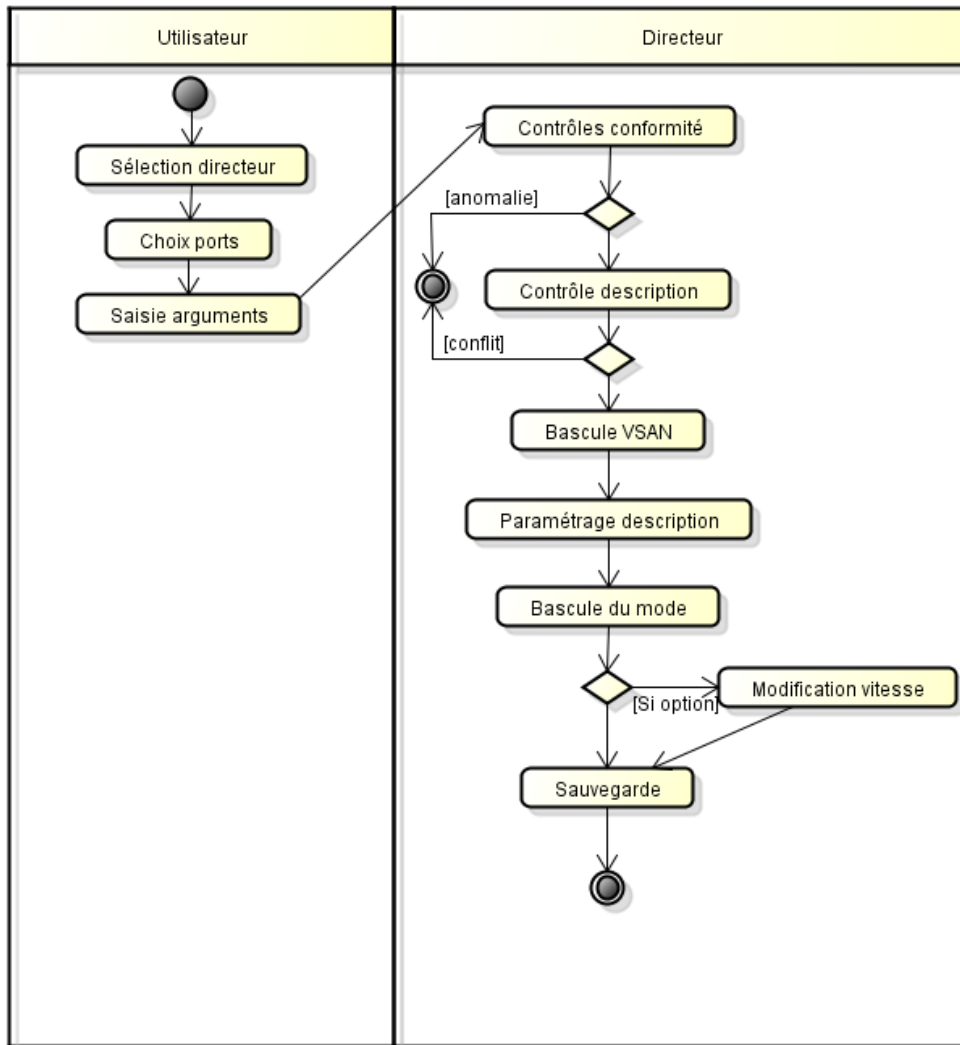 Utilisateur
Directeur
Sélection directeur
Choix ports
Saisie arguments
Contrôles conformité
[anomalie]
Contrôle description
[conflit]
Bascule VSAN
Paramétrage description
Bascule du mode
[Si option]
Modification vitesse
Sauvegarde